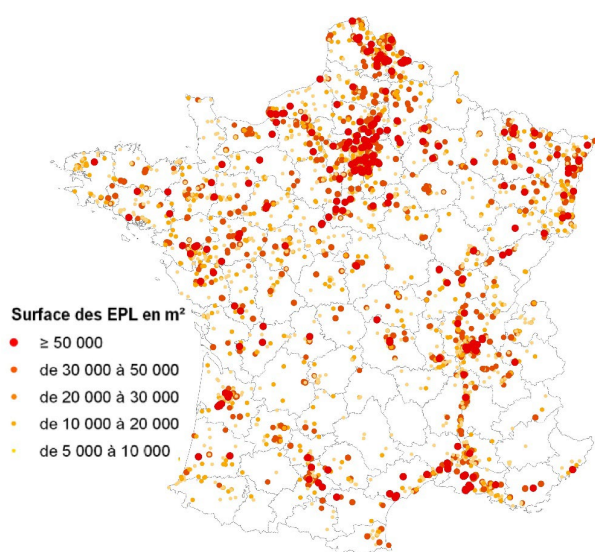 Surface des EPL en m²
≥ 50 000
de 30 000 à 50 000
de 20 000 à 30 000
de 10 000 à 20 000
de 5 000 à 10 000